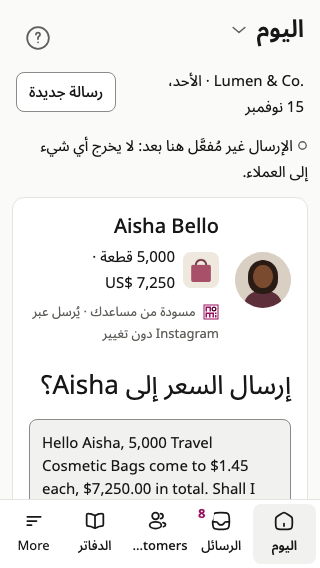 اليوم
Lumen & Co. · الأحد،
15 نوفمبر
رسالة جديدة
الإرسال غير مُفعَّل هنا بعد: لا يخرج أي شيء
إلى العملاء.
Aisha Bello
5,000 قطعة ·
US$ 7,250
مسودة من مساعدك · يُرسل عبر
Instagram دون تغيير
إرسال السعر إلى Aisha؟
Hello Aisha, 5,000 Travel
Cosmetic Bags come to $1.45
each, $7,250.00 in total. Shall I
اليوم
الرسائل
8
...tomers
الدفاتر
More